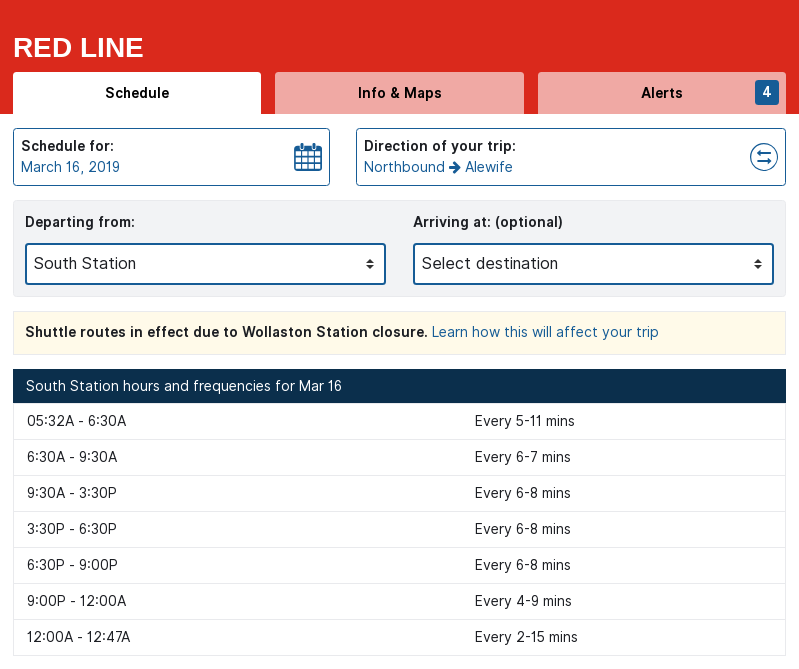 RED LINE
Schedule
Info & Maps
Alerts
4
Schedule for:
March 16, 2019
Direction of your trip:
Northbound → Alewife
Departing from:
Arriving at: (optional)
South Station
Select destination
Shuttle routes in effect due to Wollaston Station closure. Learn how this will affect your trip
South Station hours and frequencies for Mar 16
05:32A - 6:30A Every 5-11 mins
6:30A - 9:30A Every 6-7 mins
9:30A - 3:30P Every 6-8 mins
3:30P - 6:30P Every 6-8 mins
6:30P - 9:00P Every 6-8 mins
9:00P - 12:00A Every 4-9 mins
12:00A - 12:47A Every 2-15 mins